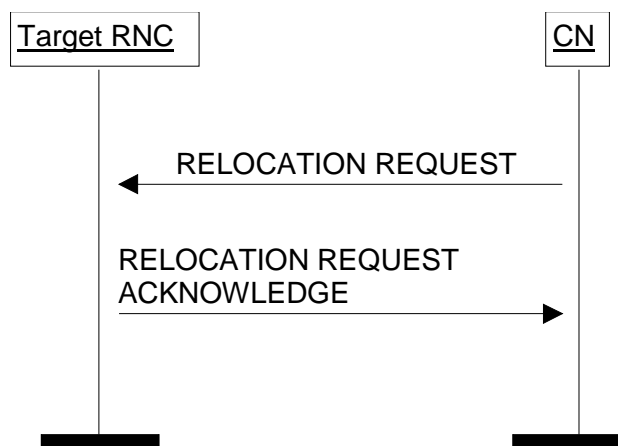 Target RNC
CN
RELOCATION REQUEST
RELOCATION REQUEST
ACKNOWLEDGE